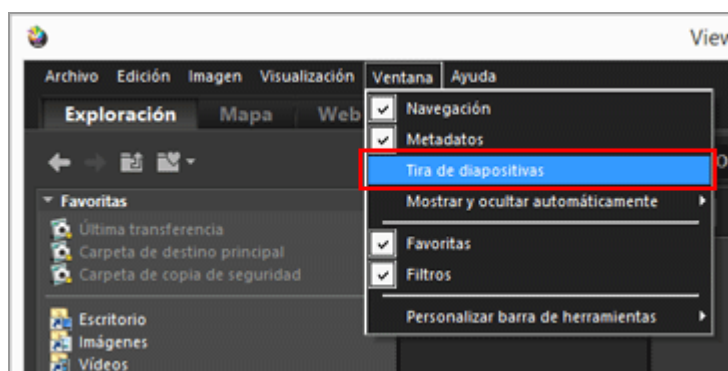 View
Archivo Edición Imagen Visualización Ventana Ayuda
Exploración Mapa Web
Navegación
Metadatos
Tira de diapositivas
Mostrar y ocultar automáticamente
Favoritas
Filtros
Personalizar barra de herramientas
Favoritas
Última transferencia
Carpeta de destino principal
Carpeta de copia de seguridad
Escritorio
Imágenes
Vídeos